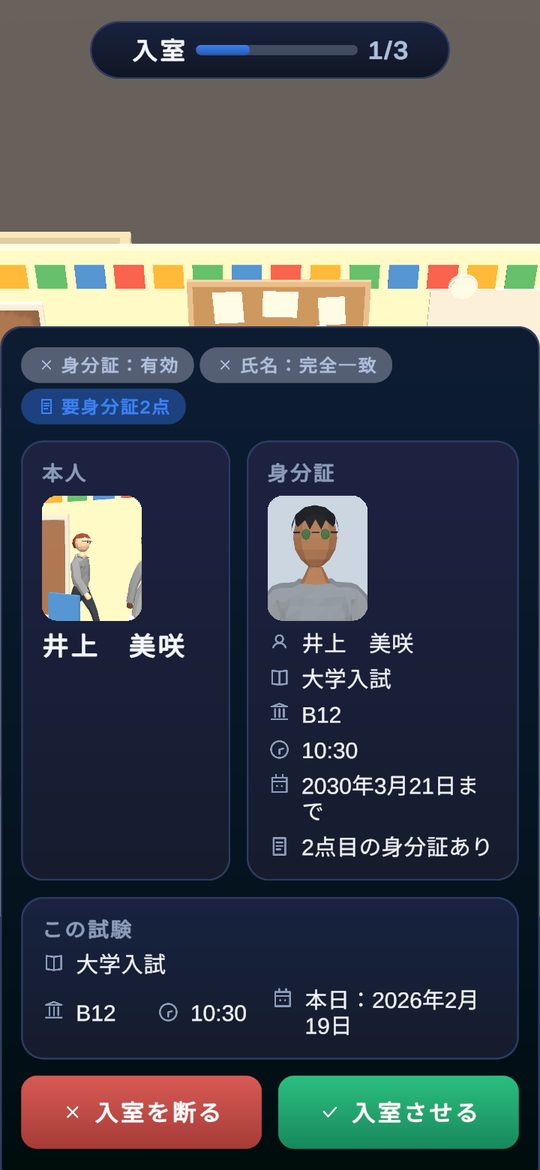 入室 1/3
× 身分証：有効
× 氏名：完全一致
要身分証2点
本人
井上　美咲
身分証
井上　美咲
大学入試
B12
10:30
2030年3月21日ま
で
2点目の身分証あり
この試験
大学入試
B12
10:30
本日：2026年2月
19日
× 入室を断る
✓ 入室させる